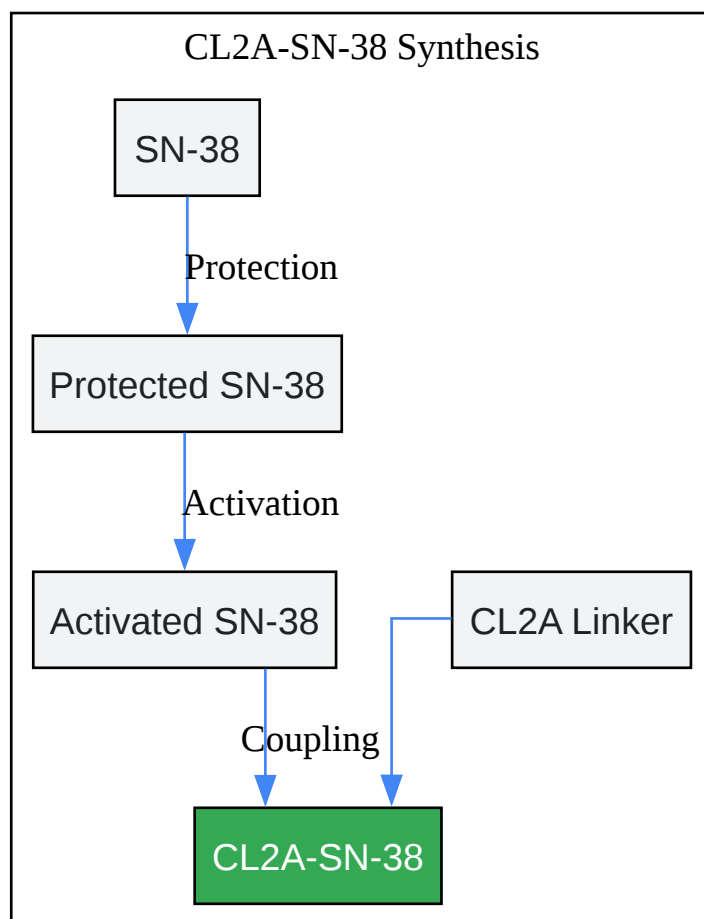 CL2A-SN-38 Synthesis
SN-38
Protection
Protected SN-38
Activation
Activated SN-38
CL2A Linker
Coupling
CL2A-SN-38